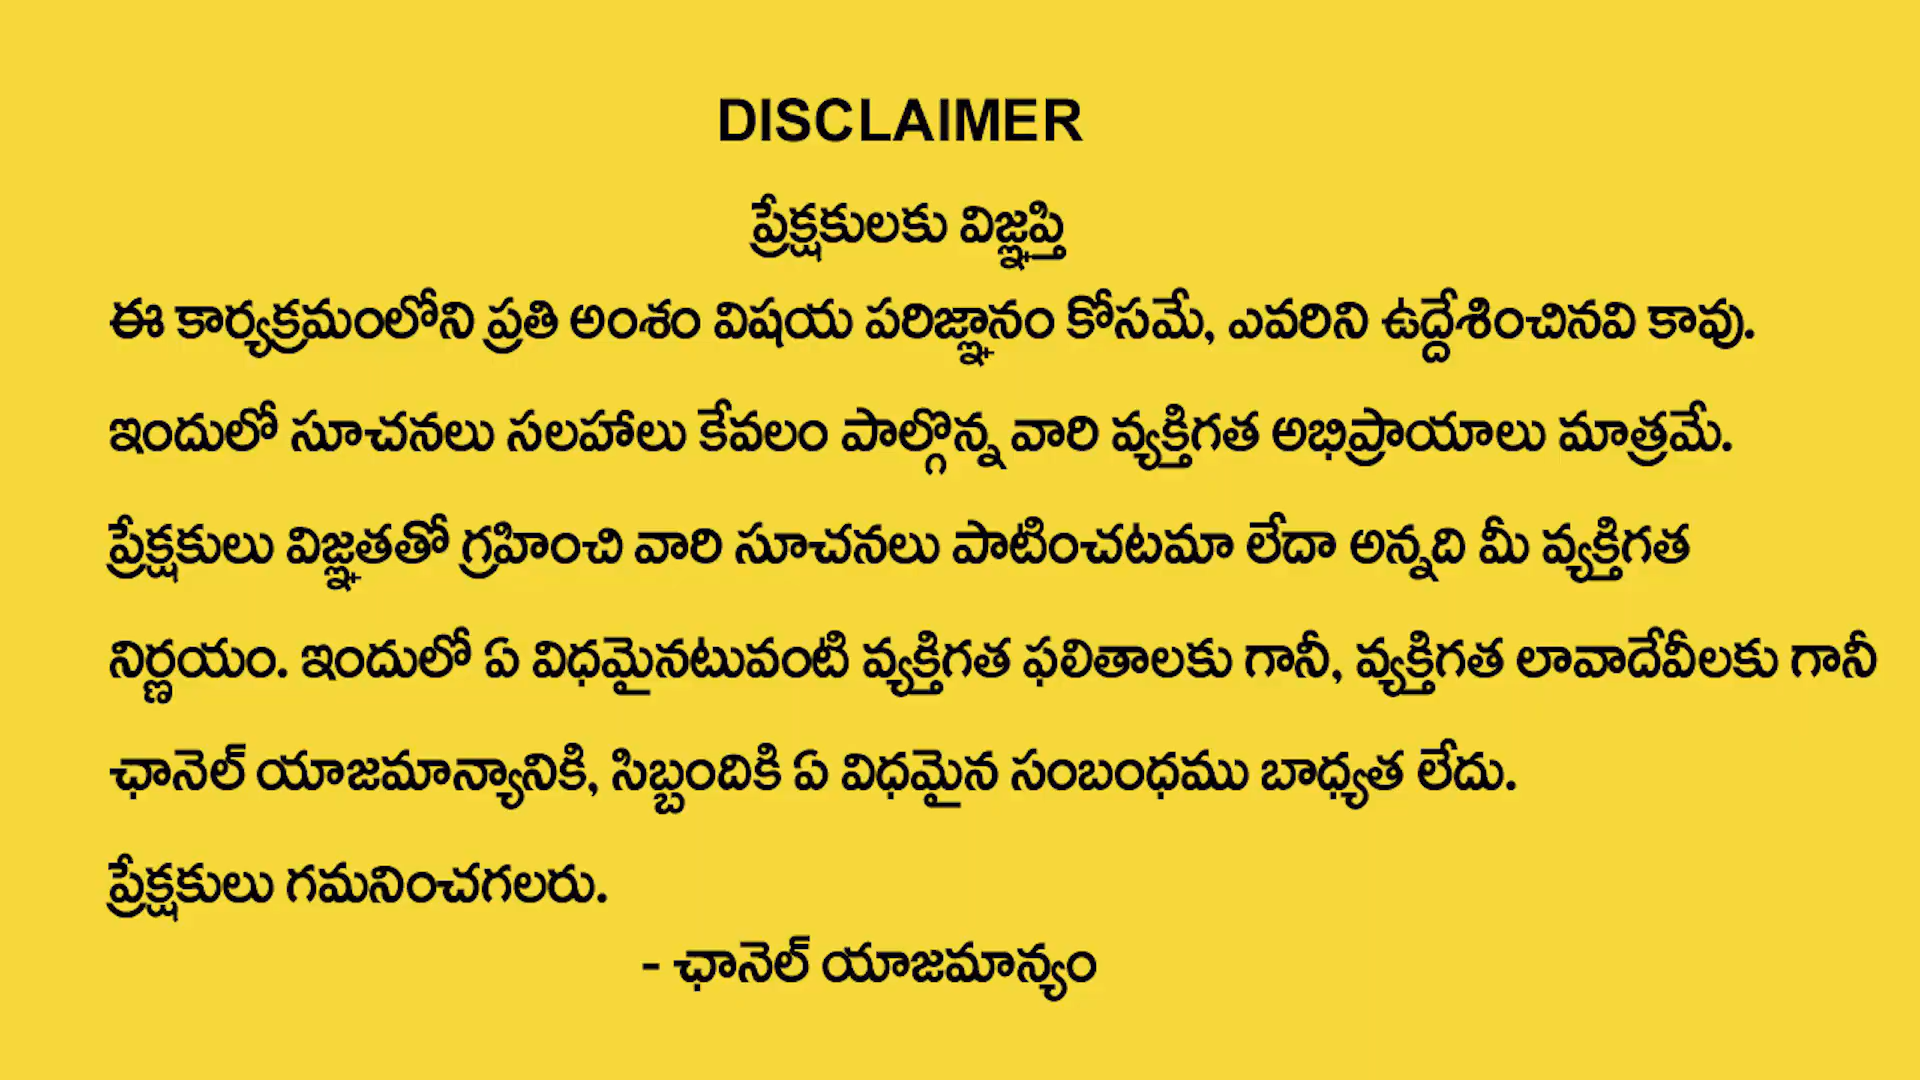 DISCLAIMER
ప్రేక్షకులకు విజ్ఞప్తి
ఈ కార్యక్రమంలోని ప్రతి అంశం విషయ పరిజ్ఞానం కోసమే, ఎవరిని ఉద్దేశించినవి కావు.
ఇందులో సూచనలు సలహాలు కేవలం పాల్గొన్న వారి వ్యక్తిగత అభిప్రాయాలు మాత్రమే.
ప్రేక్షకులు విజ్ఞతతో గ్రహించి వారి సూచనలు పాటించటమా లేదా అన్నది మీ వ్యక్తిగత
నిర్ణయం. ఇందులో ఏ విధమైనటువంటి వ్యక్తిగత ఫలితాలకు గానీ, వ్యక్తిగత లావాదేవీలకు గానీ
ఛానెల్ యాజమాన్యానికి, సిబ్బందికి ఏ విధమైన సంబంధము బాధ్యత లేదు.
ప్రేక్షకులు గమనించగలరు.
- ఛానెల్ యాజమాన్యం